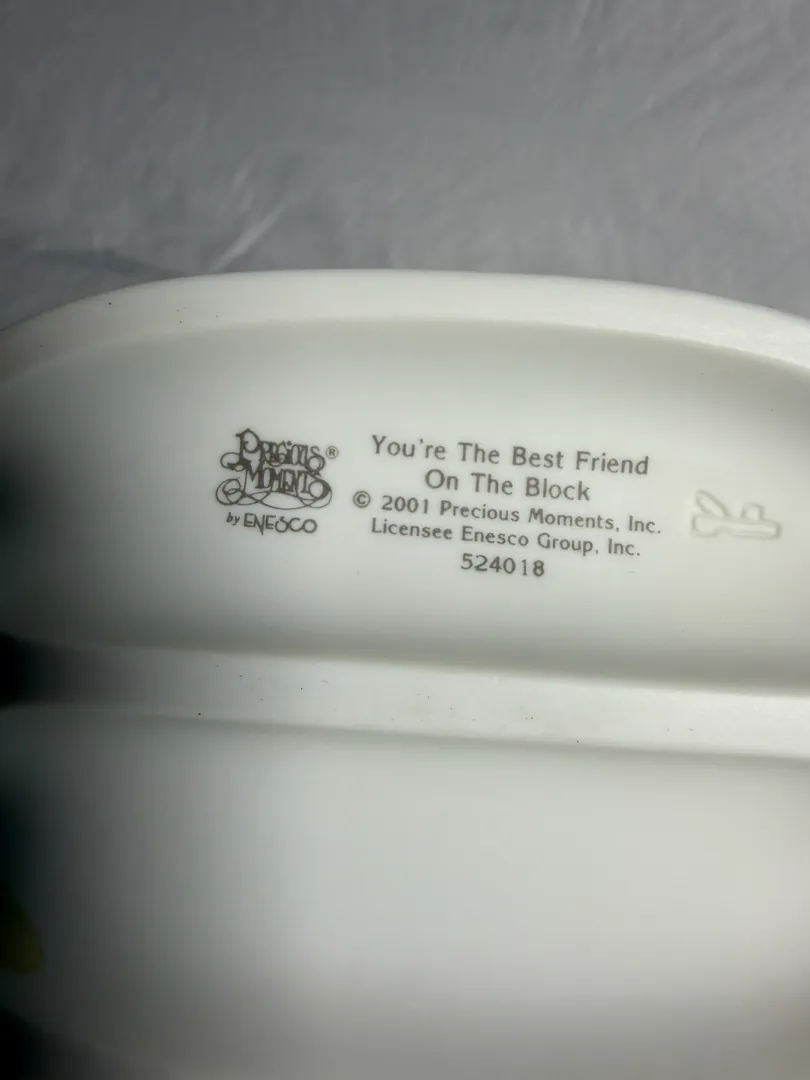 PRECIOUS®
MOMENTS
by ENESCO
You're The Best Friend
On The Block
© 2001 Precious Moments, Inc.
Licensee Enesco Group, Inc.
524018